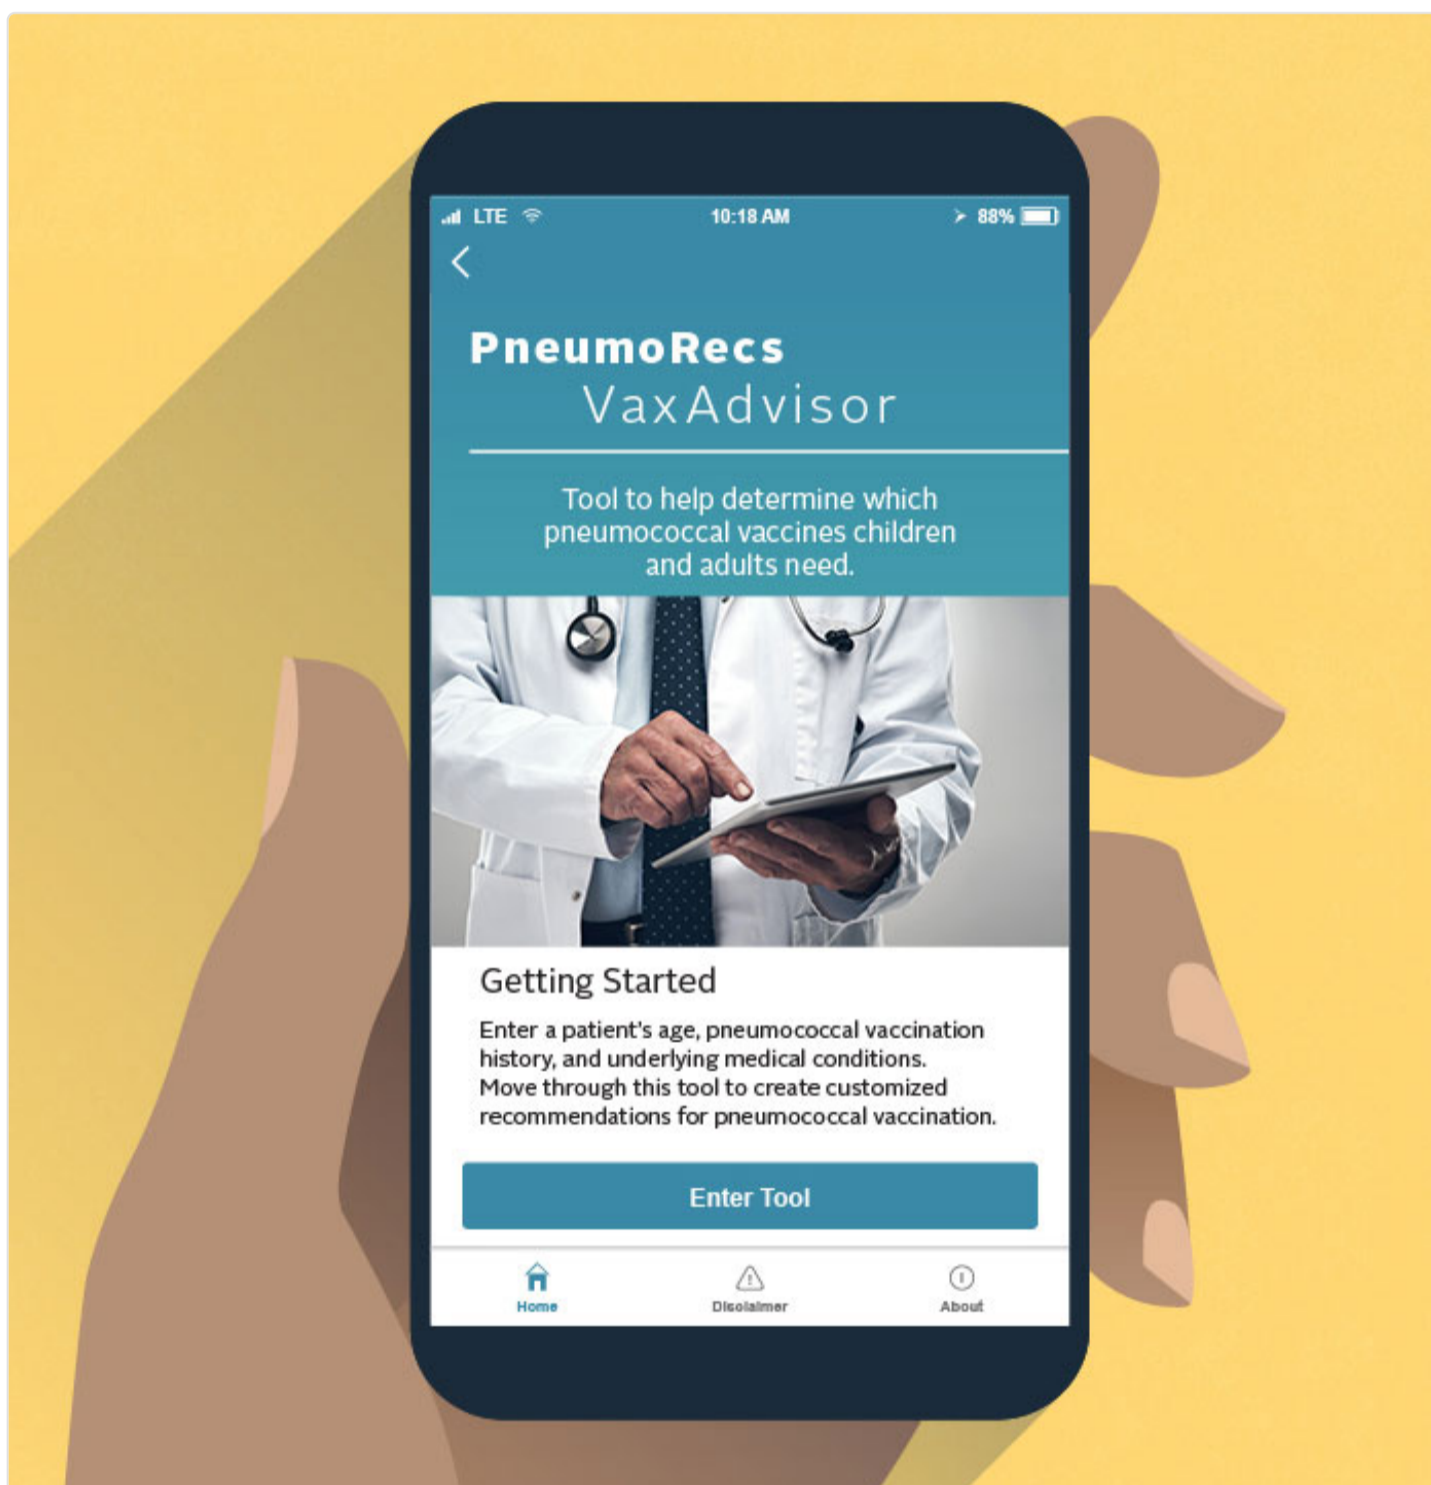 LTE 10:18 AM 88%
PneumoRecs
VaxAdvisor
Tool to help determine which
pneumococcal vaccines children
and adults need.
Getting Started
Enter a patient's age, pneumococcal vaccination
history, and underlying medical conditions.
Move through this tool to create customized
recommendations for pneumococcal vaccination.
Enter Tool
Home Disclaimer About